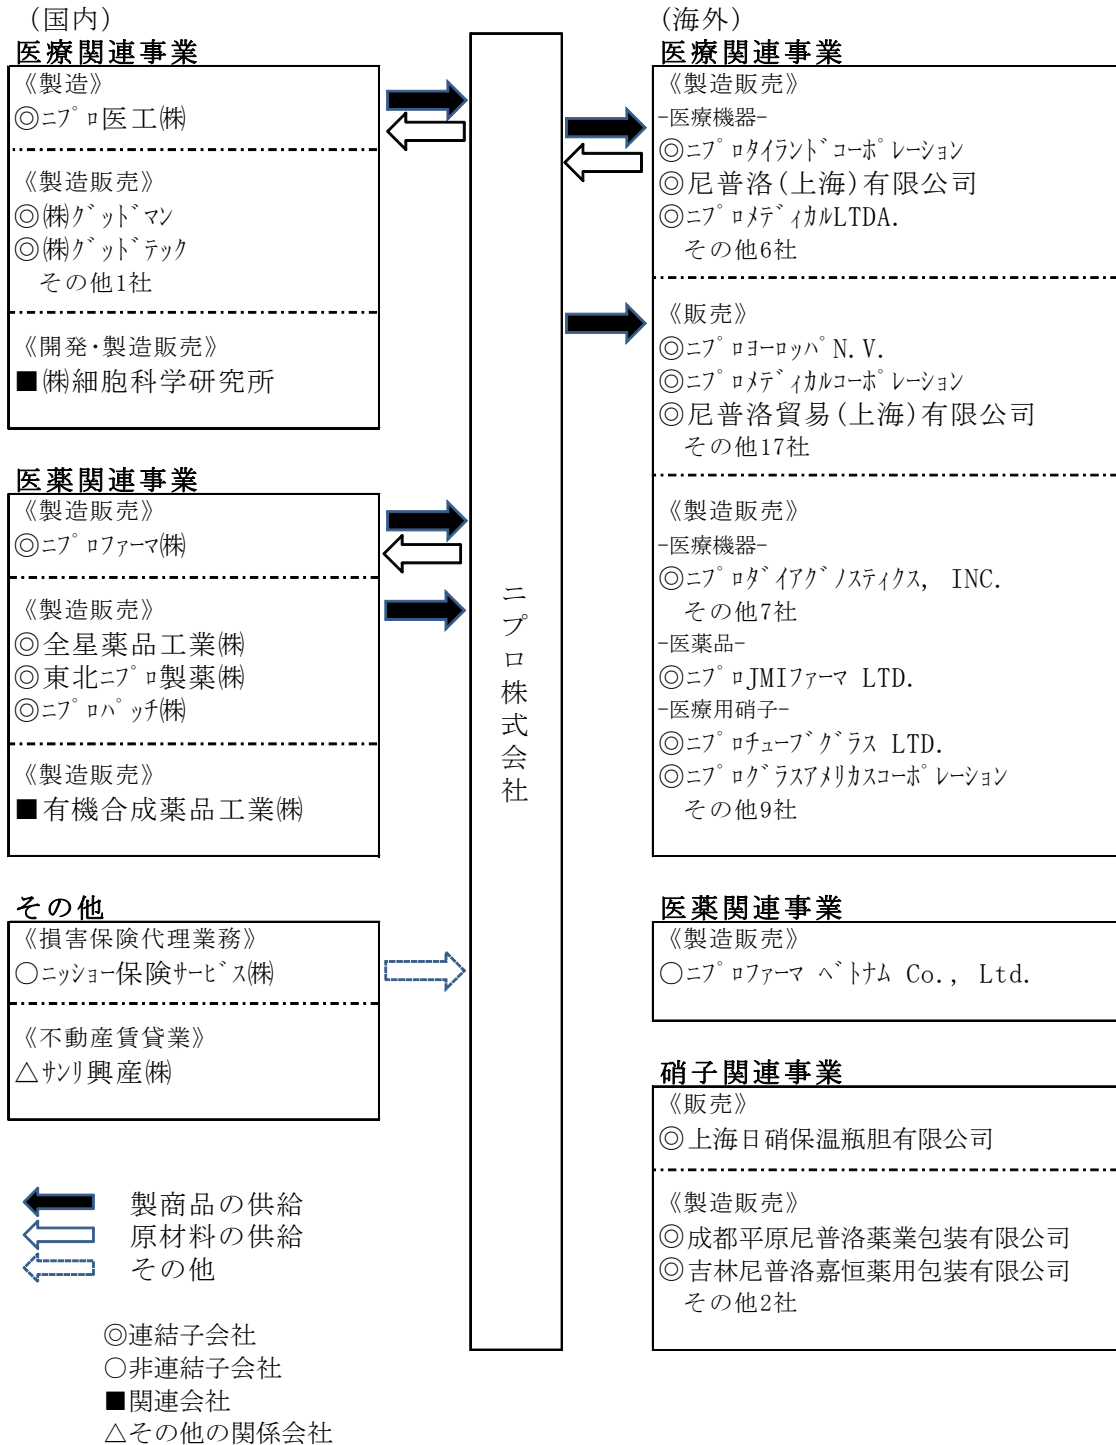 (国内)
医療関連事業
《製造》
◎ﾆﾌﾟﾛ医工㈱
《製造販売》
◎㈱ｸﾞｯﾄﾞﾏﾝ
◎㈱ｸﾞｯﾄﾞﾃｯｸ
その他1社
《開発･製造販売》
■㈱細胞科学研究所
医薬関連事業
《製造販売》
◎ﾆﾌﾟﾛﾌｧｰﾏ㈱
《製造販売》
◎全星薬品工業㈱
◎東北ﾆﾌﾟﾛ製薬㈱
◎ﾆﾌﾟﾛﾊﾟｯﾁ㈱
《製造販売》
■有機合成薬品工業㈱
その他
《損害保険代理業務》
○ﾆｯｼｮｰ保険ｻｰﾋﾞｽ㈱
《不動産賃貸業》
△ｻﾝﾘ興産㈱
製商品の供給
原材料の供給
その他
◎連結子会社
○非連結子会社
■関連会社
△その他の関係会社
ニプロ株式会社
(海外)
医療関連事業
《製造販売》
-医療機器-
◎ﾆﾌﾟﾛﾀｲﾗﾝﾄﾞｺｰﾎﾟﾚｰｼｮﾝ
◎尼普洛(上海)有限公司
◎ﾆﾌﾟﾛﾒﾃﾞｨｶﾙLTDA.
その他6社
《販売》
◎ﾆﾌﾟﾛﾖｰﾛｯﾊﾟN.V.
◎ﾆﾌﾟﾛﾒﾃﾞｨｶﾙｺｰﾎﾟﾚｰｼｮﾝ
◎尼普洛貿易(上海)有限公司
その他17社
《製造販売》
-医療機器-
◎ﾆﾌﾟﾛﾀﾞｲｱｸﾞﾉｽﾃｨｸｽ, INC.
その他7社
-医薬品-
◎ﾆﾌﾟﾛJMIﾌｧｰﾏ LTD.
-医療用硝子-
◎ﾆﾌﾟﾛﾁｭｰﾌﾞｸﾞﾗｽ LTD.
◎ﾆﾌﾟﾛｸﾞﾗｽｱﾒﾘｶｽｺｰﾎﾟﾚｰｼｮﾝ
その他9社
医薬関連事業
《製造販売》
○ﾆﾌﾟﾛﾌｧｰﾏ ﾍﾞﾄﾅﾑ Co., Ltd.
硝子関連事業
《販売》
◎上海日硝保温瓶胆有限公司
《製造販売》
◎成都平原尼普洛薬業包装有限公司
◎吉林尼普洛嘉恒薬用包装有限公司
その他2社